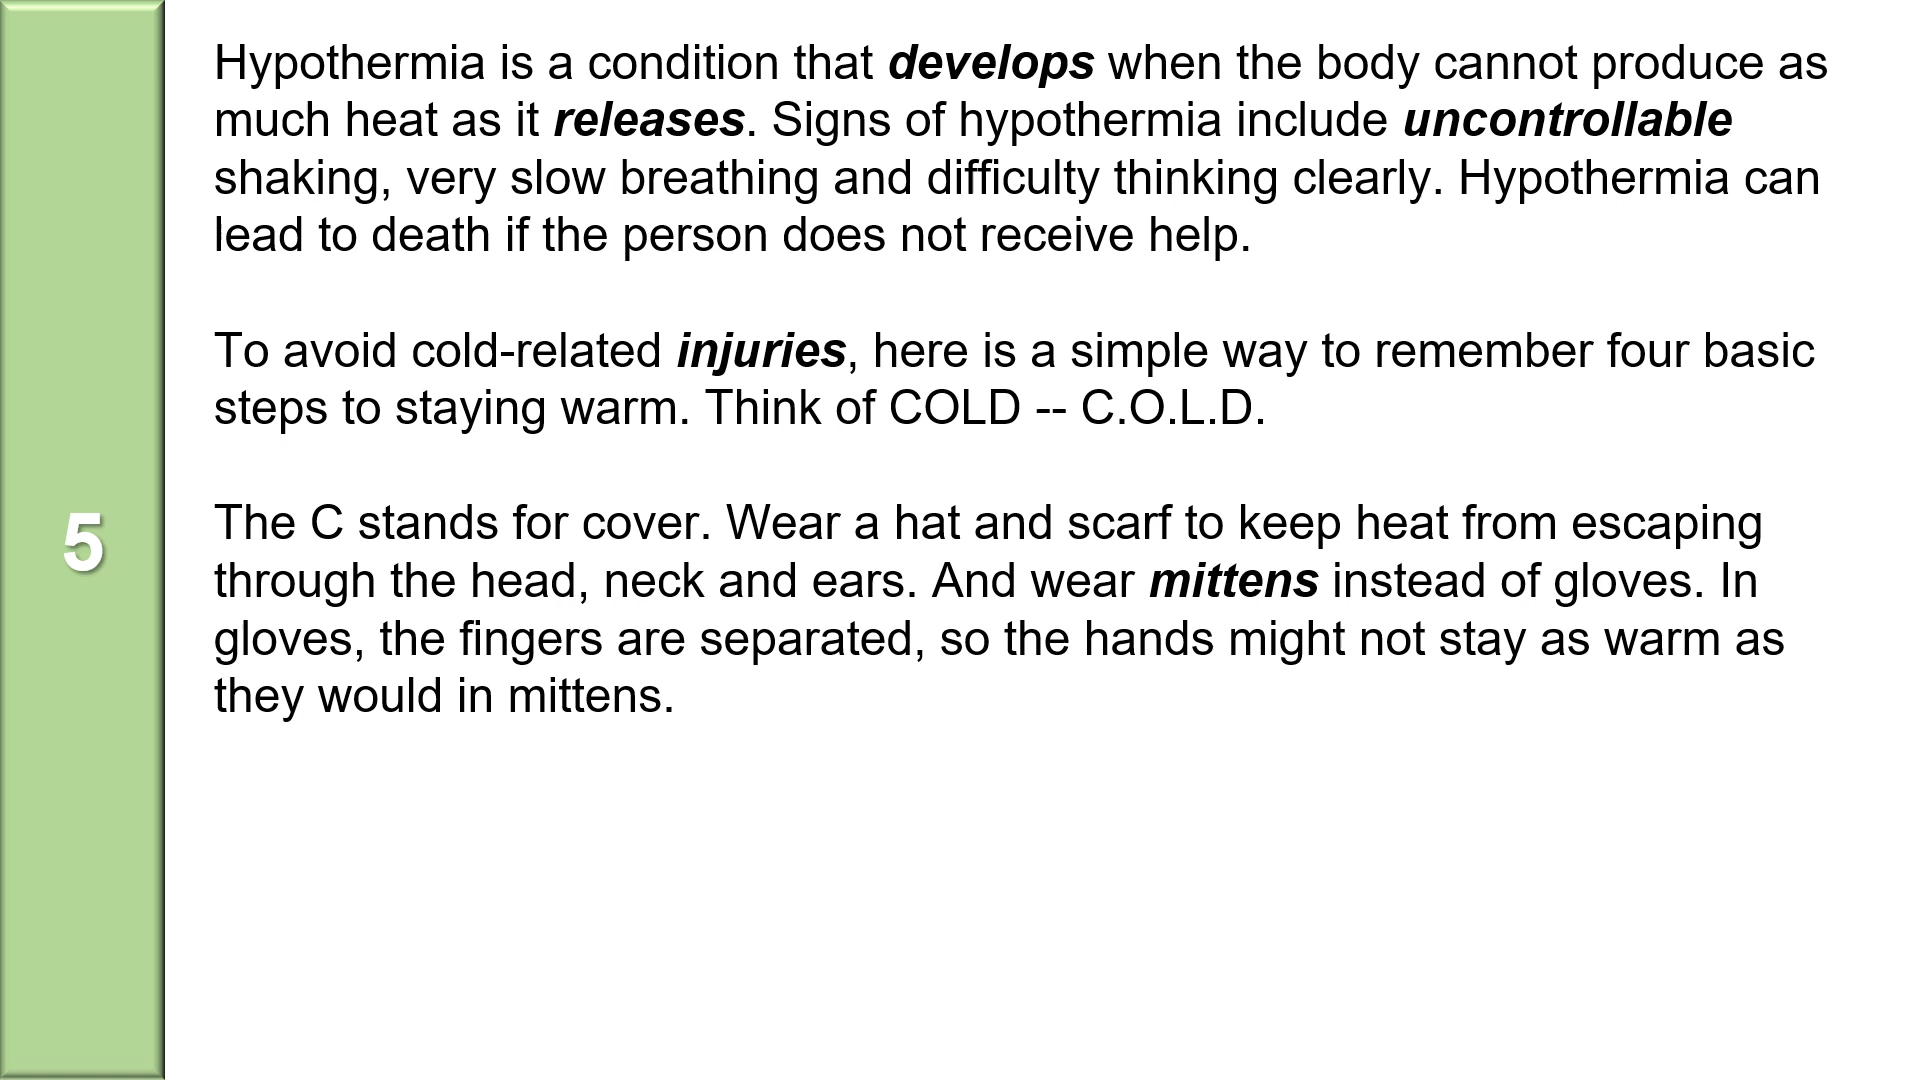 Hypothermia is a condition that develops when the body cannot produce as
much heat as it releases. Signs of hypothermia include uncontrollable
shaking, very slow breathing and difficulty thinking clearly. Hypothermia can
lead to death if the person does not receive help.
To avoid cold-related injuries, here is a simple way to remember four basic
steps to staying warm. Think of COLD -- C.O.L.D.
5
The C stands for cover. Wear a hat and scarf to keep heat from escaping
through the head, neck and ears. And wear mittens instead of gloves. In
gloves, the fingers are separated, so the hands might not stay as warm as
they would in mittens.